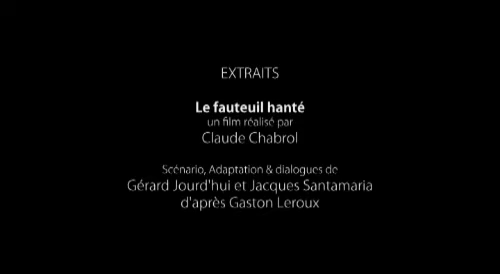 EXTRAITS
Le fauteuil hanté
un film réalisé par
Claude Chabrol
Scénario, Adaptation & dialogues de
Gérard Jourd'hui et Jacques Santamaria
d'après Gaston Leroux